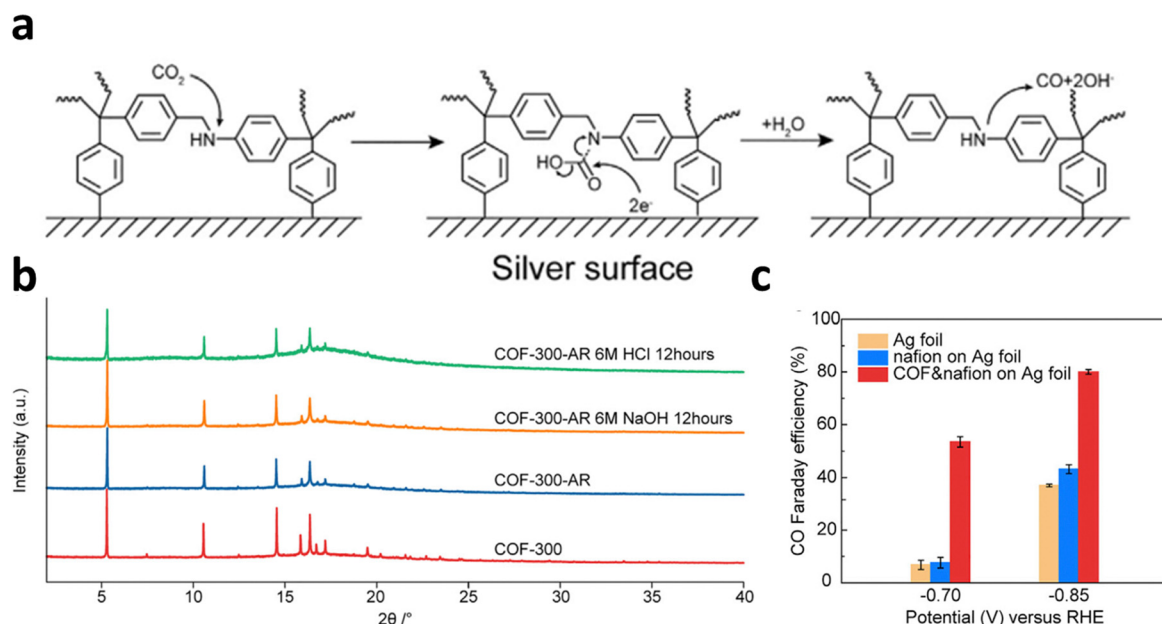 a
CO₂
HN
N
HO
O
2e⁻
+H₂O
CO+2OH⁻
HN
Silver surface
b
Intensity (a.u.)
COF-300-AR 6M HCl 12hours
COF-300-AR 6M NaOH 12hours
COF-300-AR
COF-300
5 10 15 20 25 30 35 40
2θ /°
c
CO Faraday efficiency (%)
100
80
60
40
20
0
Ag foil
nafion on Ag foil
COF&nafion on Ag foil
-0.70 -0.85
Potential (V) versus RHE